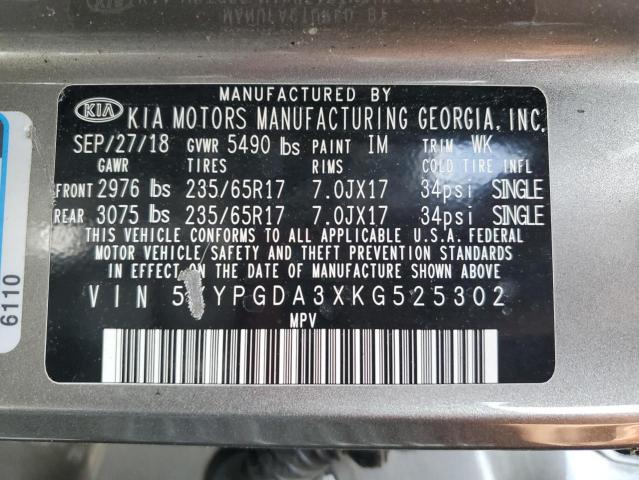 MANUFACTURED BY
KIA KIA MOTORS MANUFACTURING GEORGIA, INC.
SEP/27/18 GVWR 5490 lbs PAINT IM TRIM WK
GAWR TIRES RIMS COLD TIRE INFL
FRONT 2976 lbs 235/65R17 7.0JX17 34psi SINGLE
REAR 3075 lbs 235/65R17 7.0JX17 34psi SINGLE
THIS VEHICLE CONFORMS TO ALL APPLICABLE U.S.A. FEDERAL
MOTOR VEHICLE SAFETY AND THEFT PREVENTION STANDARDS
IN EFFECT ON THE DATE OF MANUFACTURE SHOWN ABOVE.
VIN 5 YPGDA3XKG525302
MPV
6110